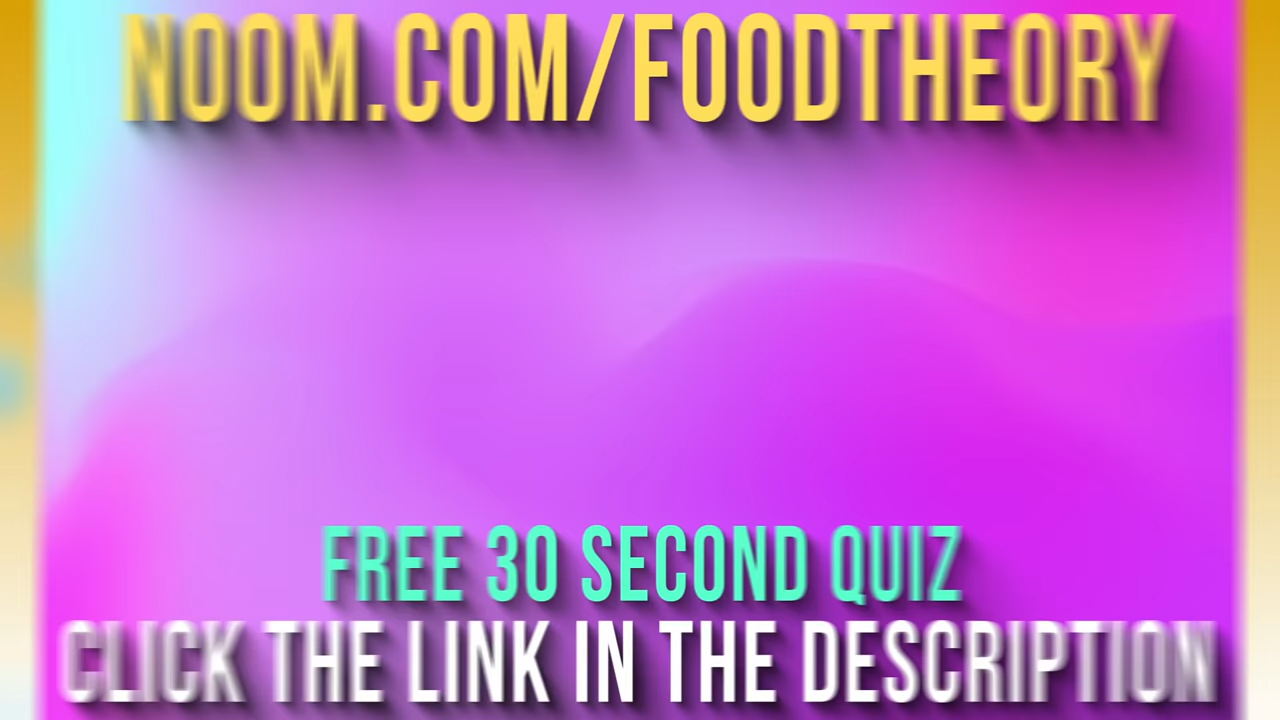 NOOM.COM/FOODTHEORY
FREE 30 SECOND QUIZ
CLICK THE LINK IN THE DESCRIPTION